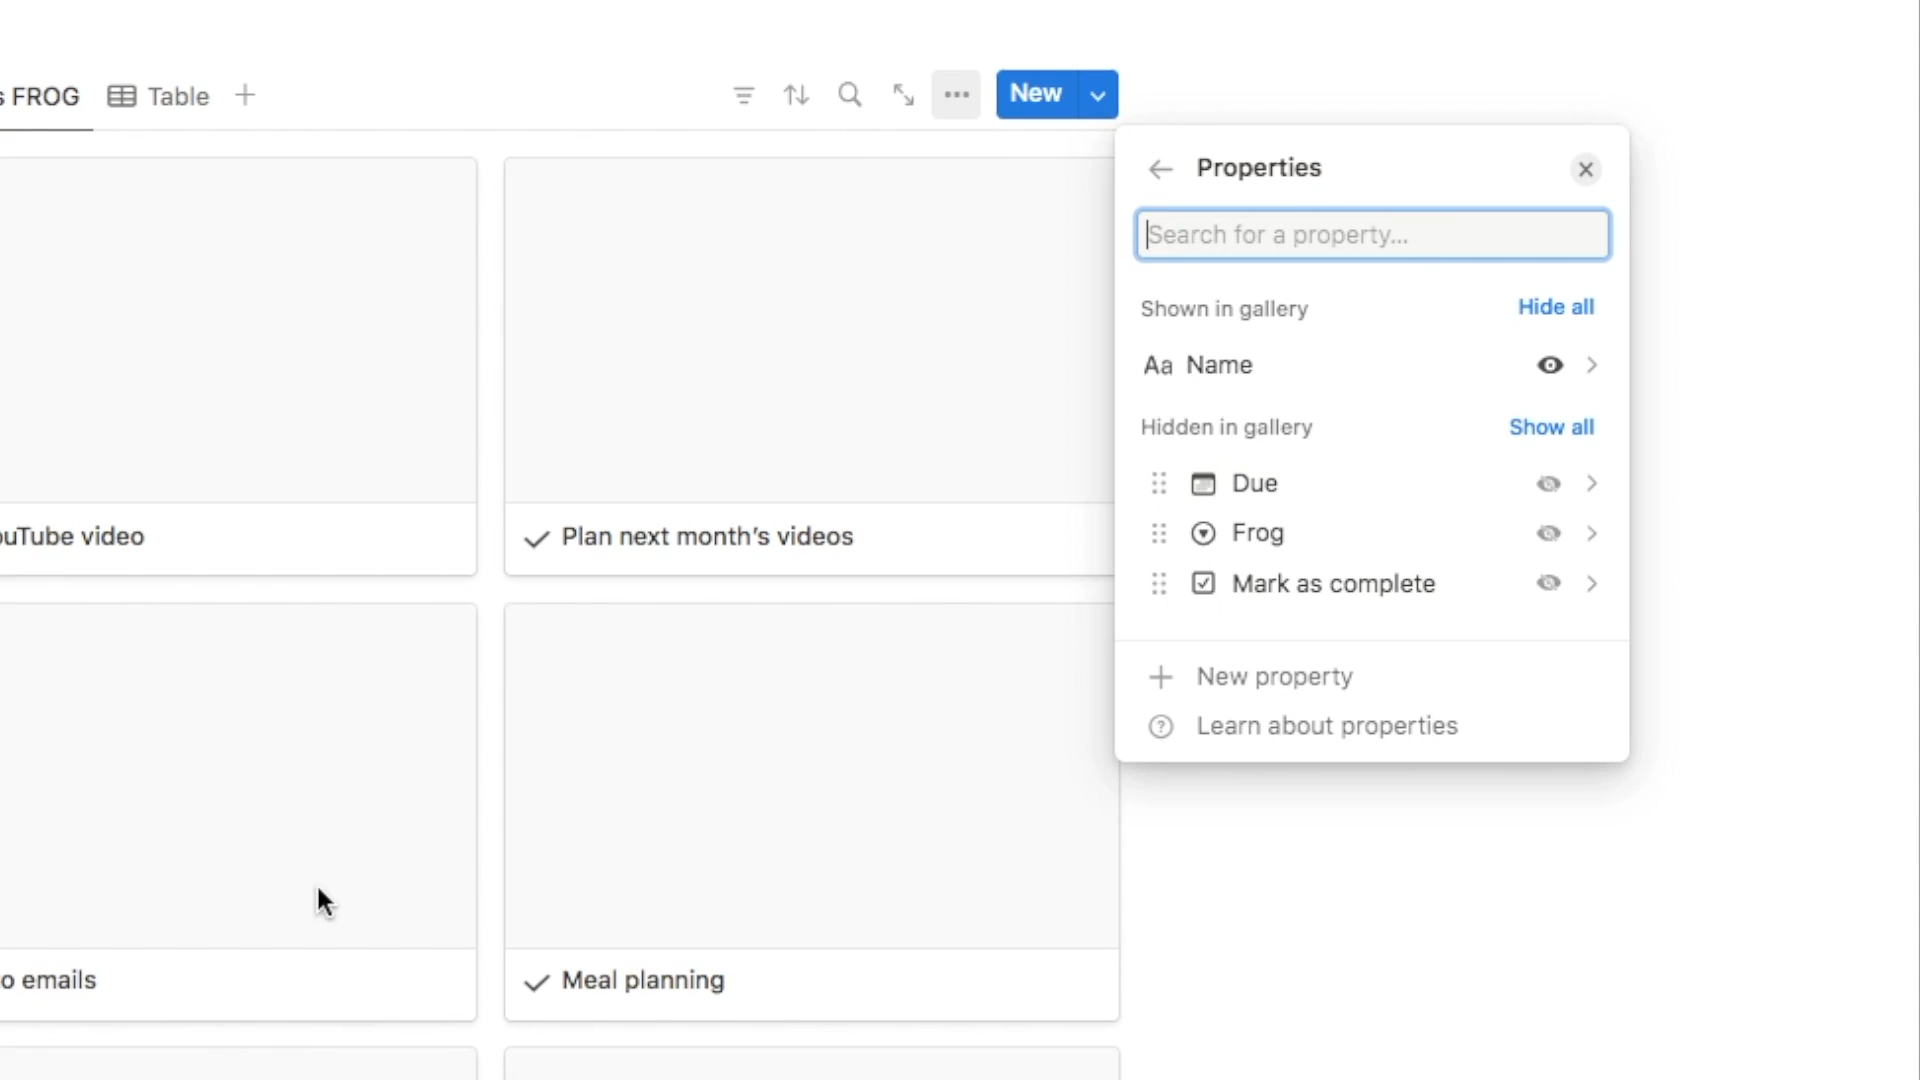 s FROG
Table
New
Properties
Search for a property...
Shown in gallery
Hide all
Aa Name
Hidden in gallery
Show all
Due
Frog
Mark as complete
New property
Learn about properties
ouTube video
Plan next month's videos
o emails
Meal planning